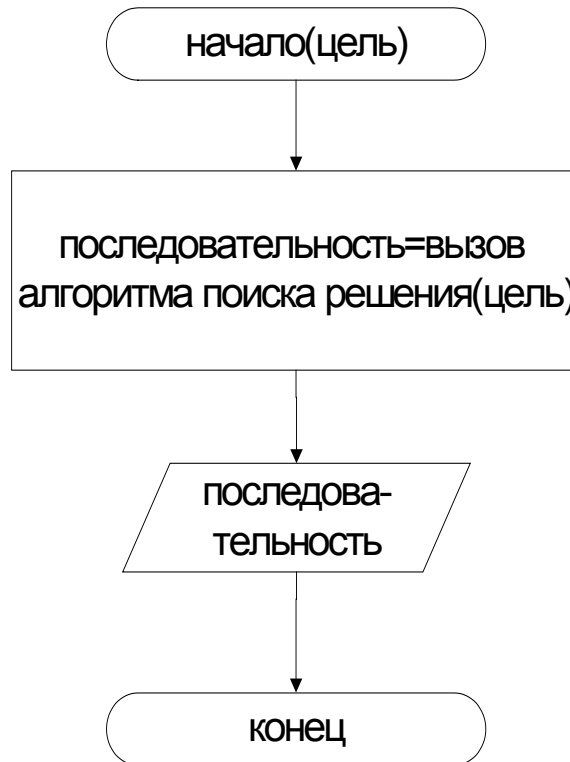 начало(цель)
последовательность=вызов
алгоритма поиска решения(цель)
последова-
тельность
конец